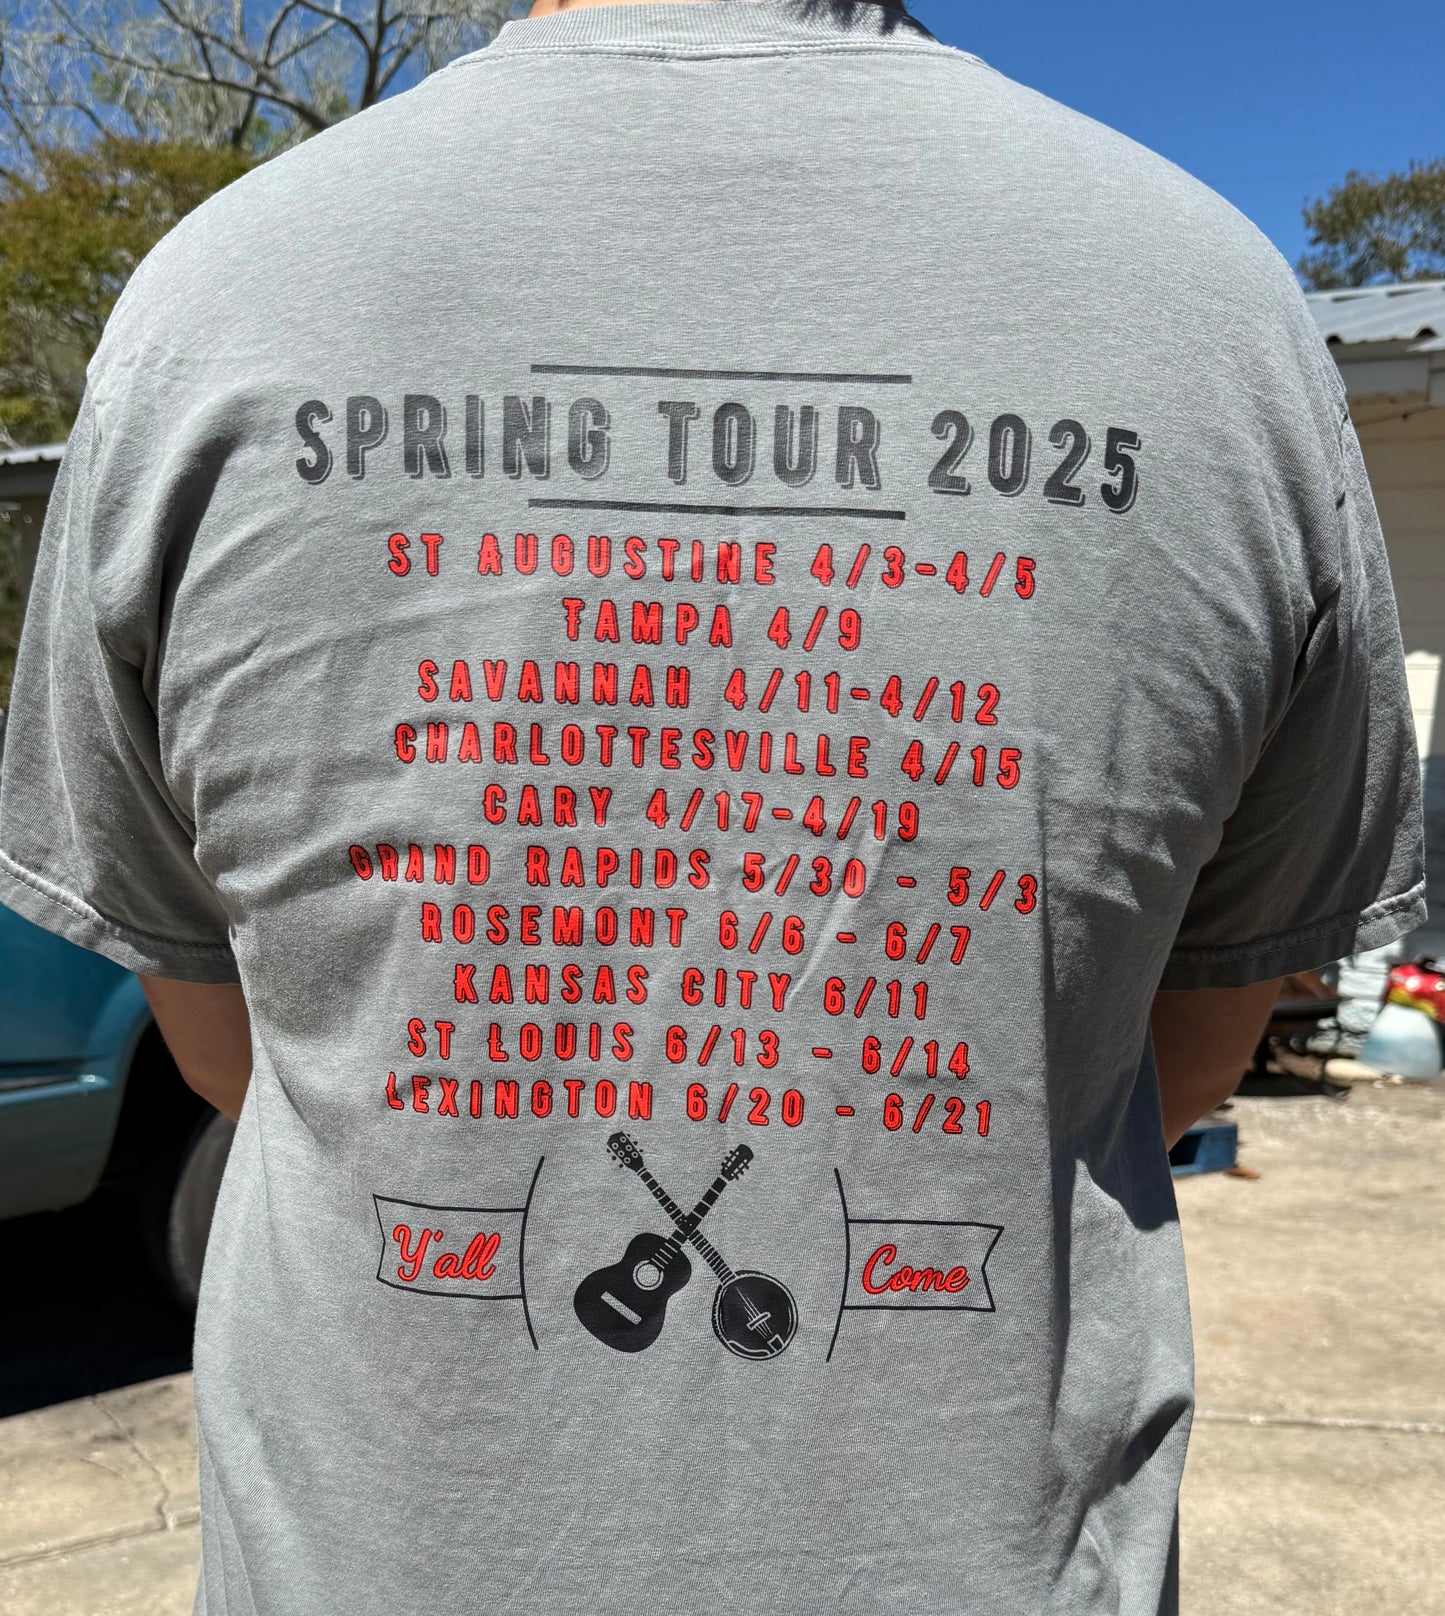 SPRING TOUR 2025
ST AUGUSTINE 4/3-4/5
TAMPA 4/9
SAVANNAH 4/11-4/12
CHARLOTTESVILLE 4/15
CARY 4/17-4/19
GRAND RAPIDS 5/30 - 5/3
ROSEMONT 6/6 - 6/7
KANSAS CITY 6/11
ST LOUIS 6/13 - 6/14
LEXINGTON 6/20 - 6/21
Y'all Come